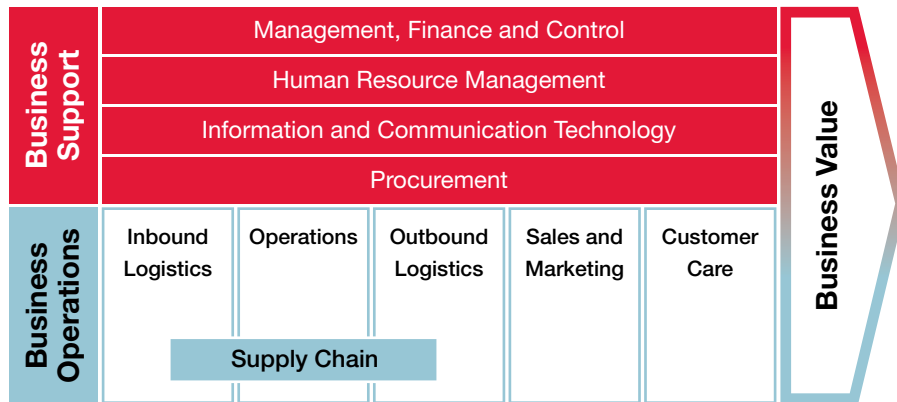 Business
Support
Management, Finance and Control
Human Resource Management
Information and Communication Technology
Procurement
Business
Operations
Inbound
Logistics
Operations
Outbound
Logistics
Sales and
Marketing
Customer
Care
Supply Chain
Business Value